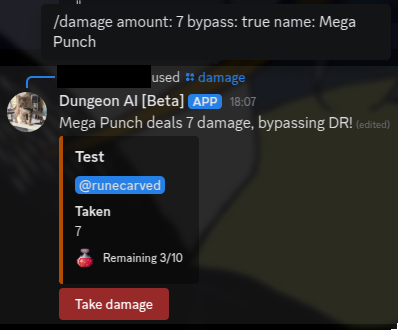 /damage amount: 7 bypass: true name: Mega
Punch
used damage
Dungeon AI [Beta] APP 18:07
Mega Punch deals 7 damage, bypassing DR! (edited)
Test
@runecarved
Taken
7
Remaining 3/10
Take damage